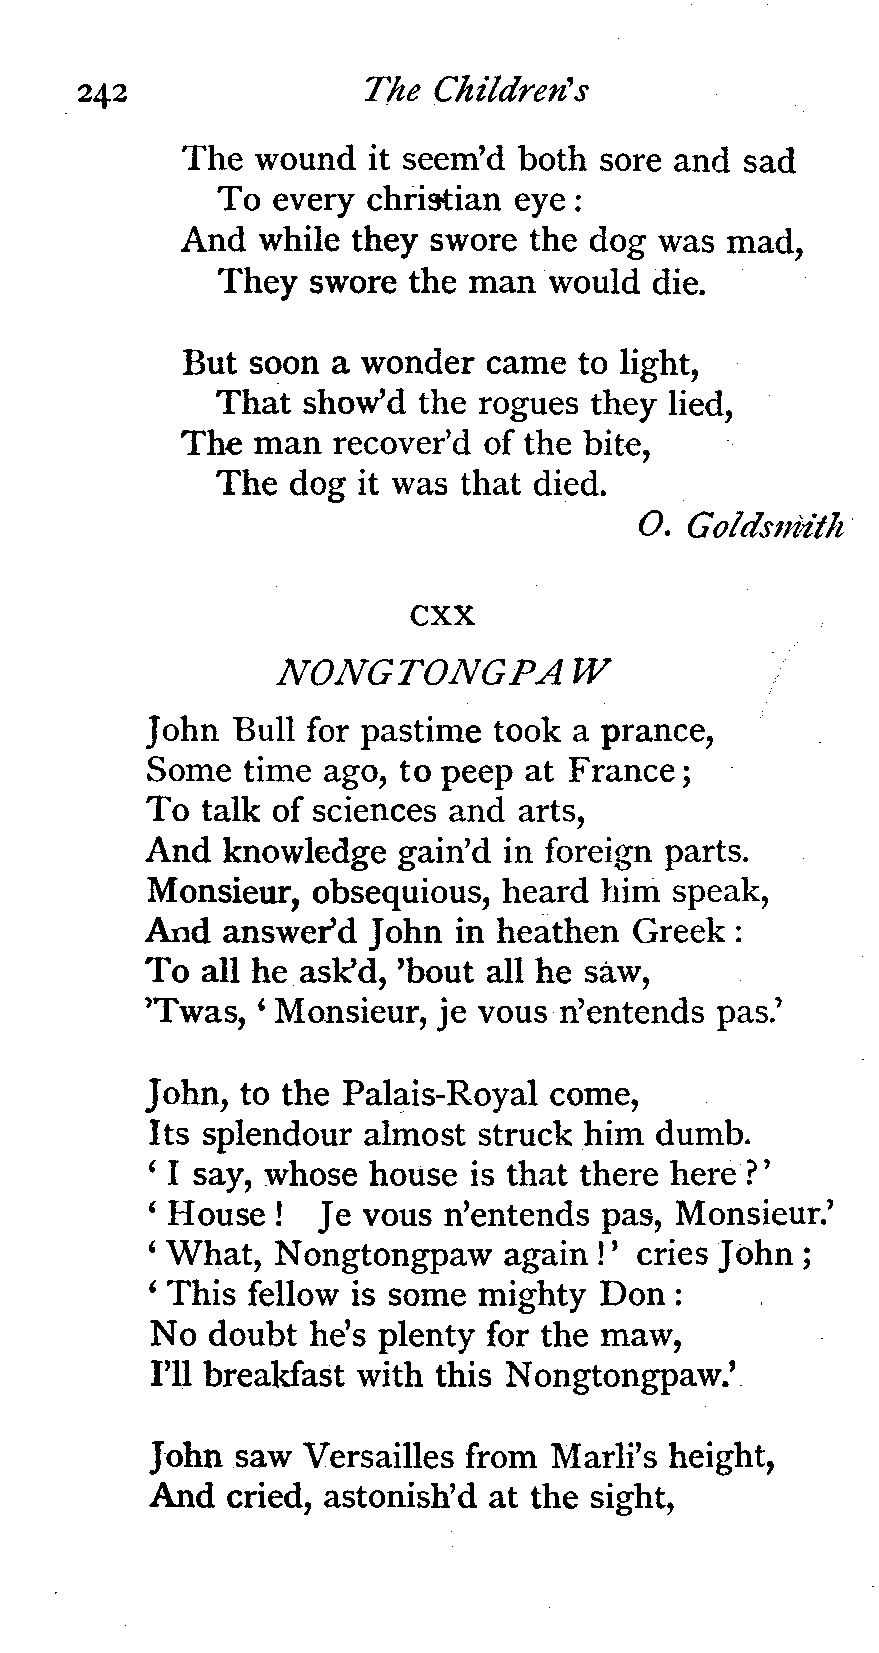 242 The Children's
The wound it seem'd both sore and sad
To every christian eye :
And while they swore the dog was mad,
They swore the man would die.
But soon a wonder came to light,
That show'd the rogues they lied,
The man recover'd of the bite,
The dog it was that died.
O. Goldsmith
CXX
NONGTONGPAW
John Bull for pastime took a prance,
Some time ago, to peep at France ;
To talk of sciences and arts,
And knowledge gain'd in foreign parts.
Monsieur, obsequious, heard him speak,
And answer'd John in heathen Greek :
To all he ask'd, 'bout all he saw,
'Twas, ' Monsieur, je vous n'entends pas.'
John, to the Palais-Royal come,
Its splendour almost struck him dumb.
' I say, whose house is that there here ?'
' House ! Je vous n'entends pas, Monsieur.'
' What, Nongtongpaw again !' cries John ;
' This fellow is some mighty Don :
No doubt he's plenty for the maw,
I'll breakfast with this Nongtongpaw.'
John saw Versailles from Marli's height,
And cried, astonish'd at the sight,